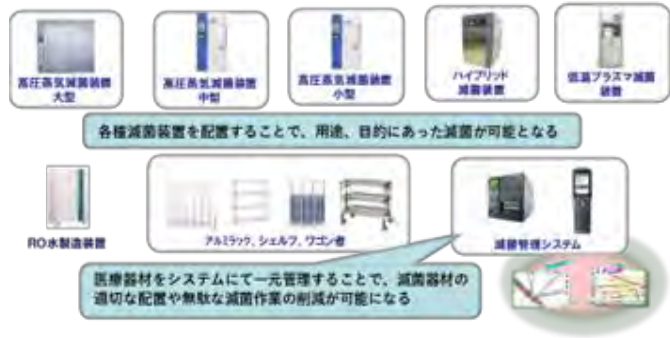 高圧蒸気滅菌装置
大型
高圧蒸気滅菌装置
中型
高圧蒸気滅菌装置
小型
ハイブリッド
滅菌装置
低温プラズマ滅菌
装置
各種滅菌装置を配置することで、用途、目的にあった滅菌が可能となる
RO水製造装置
アルミラック、シェルフ、ワゴン者
滅菌管理システム
医療器材をシステムにて一元管理することで、滅菌器材の
適切な配置や無駄な滅菌作業の削減が可能になる